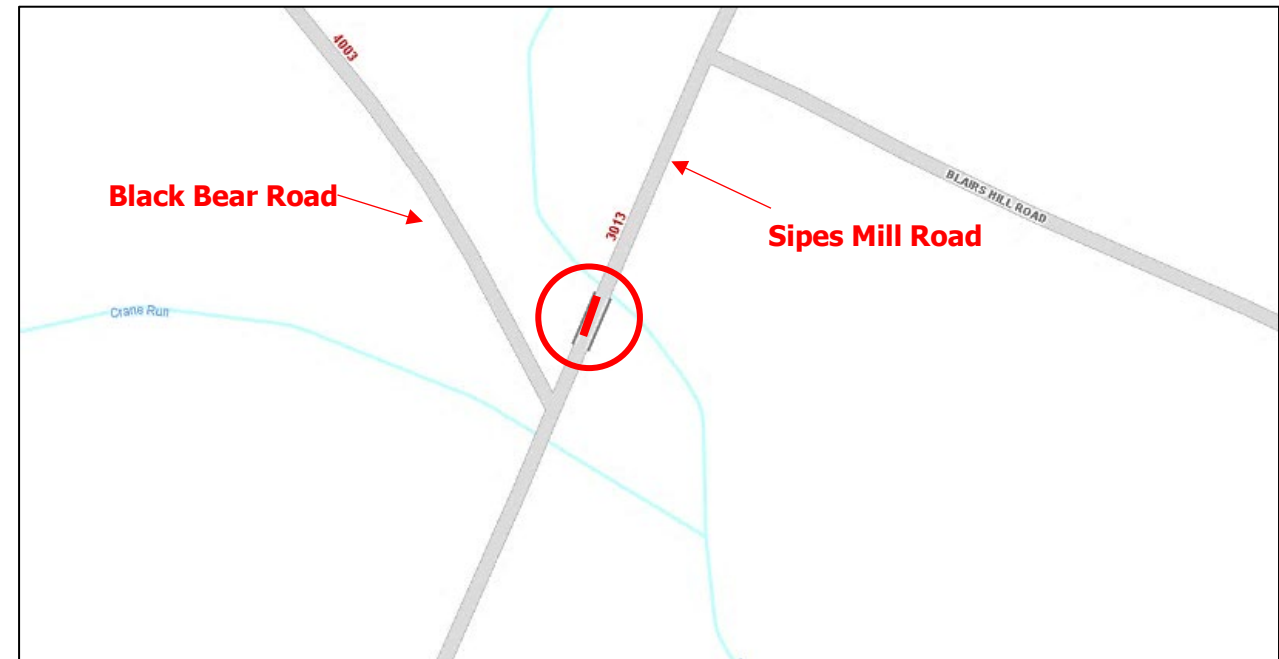 4003
Black Bear Road
3013
Sipes Mill Road
BLAIRS HILL ROAD
Crane Run